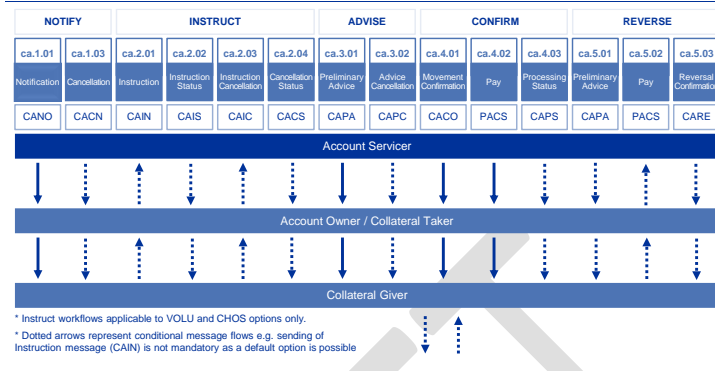 NOTIFY INSTRUCT ADVISE CONFIRM REVERSE
ca.1.01 ca.1.03 ca.2.01 ca.2.02 ca.2.03 ca.2.04 ca.3.01 ca.3.02 ca.4.01 ca.4.02 ca.4.03 ca.5.01 ca.5.02 ca.5.03
Notification Cancellation Instruction Instruction Status Instruction Cancellation Cancellation Status Preliminary Advice Advice Cancellation Movement Confirmation Pay Processing Status Preliminary Advice Pay Reversal Confirmatio
CANO CACN CAIN CAIS CAIC CACS CAPA CAPC CACO PACS CAPS CAPA PACS CARE
Account Servicer
Account Owner / Collateral Taker
Collateral Giver
* Instruct workflows applicable to VOLU and CHOS options only.
* Dotted arrows represent conditional message flows e.g. sending of
Instruction message (CAIN) is not mandatory as a default option is possible